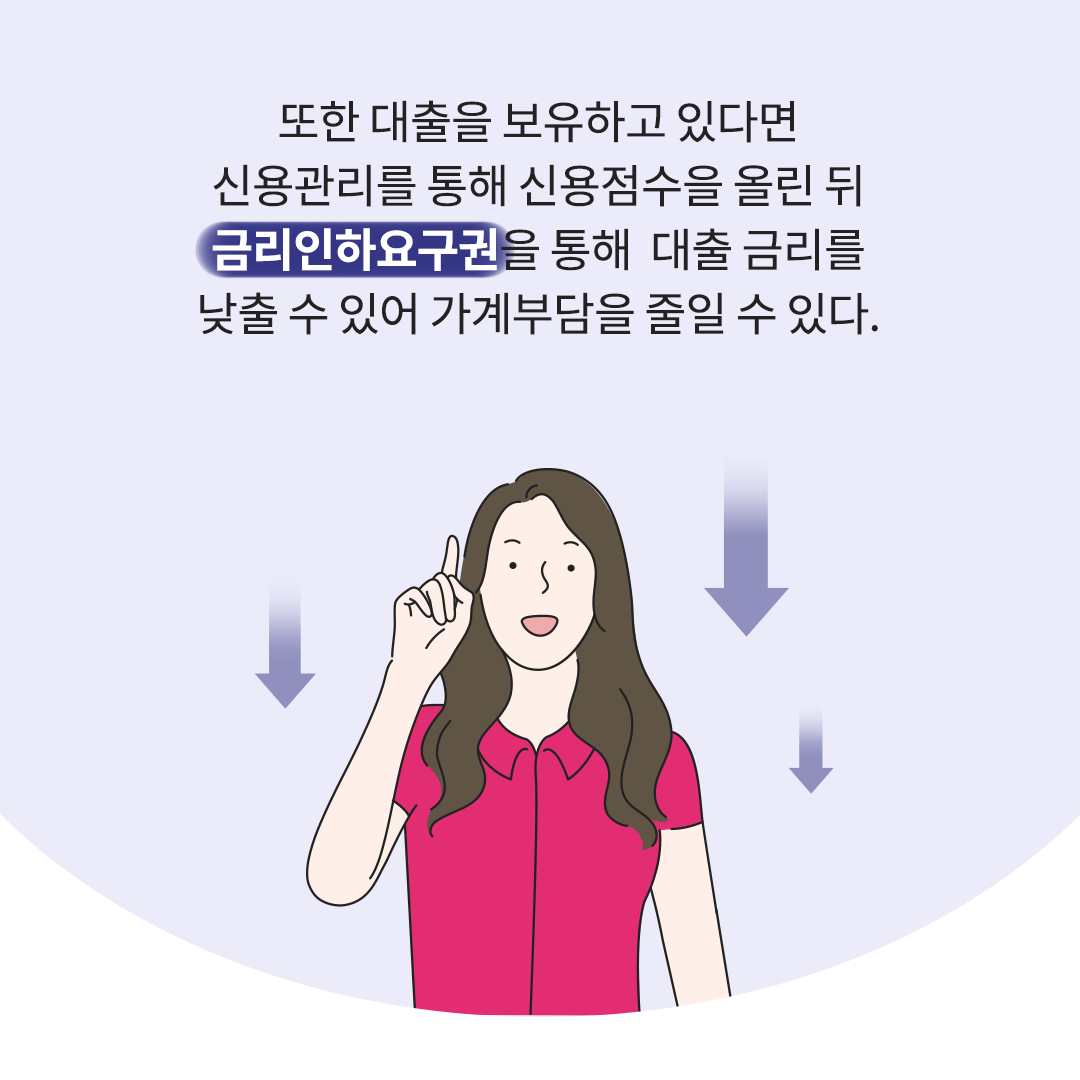 또한 대출을 보유하고 있다면
신용관리를 통해 신용점수을 올린 뒤
금리인하요구권을 통해 대출 금리를
낮출 수 있어 가계부담을 줄일 수 있다.